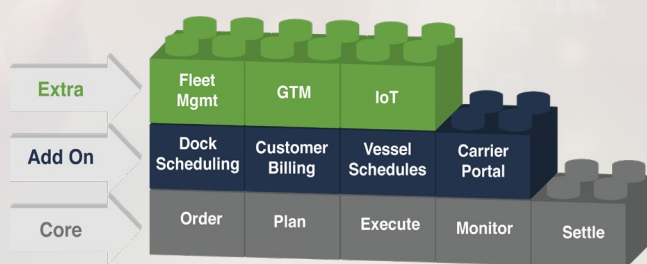 Extra
Fleet
Mgmt
GTM
IoT
Add On
Dock
Scheduling
Customer
Billing
Vessel
Schedules
Carrier
Portal
Core
Order
Plan
Execute
Monitor
Settle